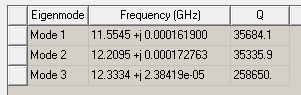 Eigenmode Frequency (GHz) Q
Mode 1 11.5545 +j 0.000161900 35684.1
Mode 2 12.2095 +j 0.000172763 35335.9
Mode 3 12.3334 +j 2.38419e-05 258650.